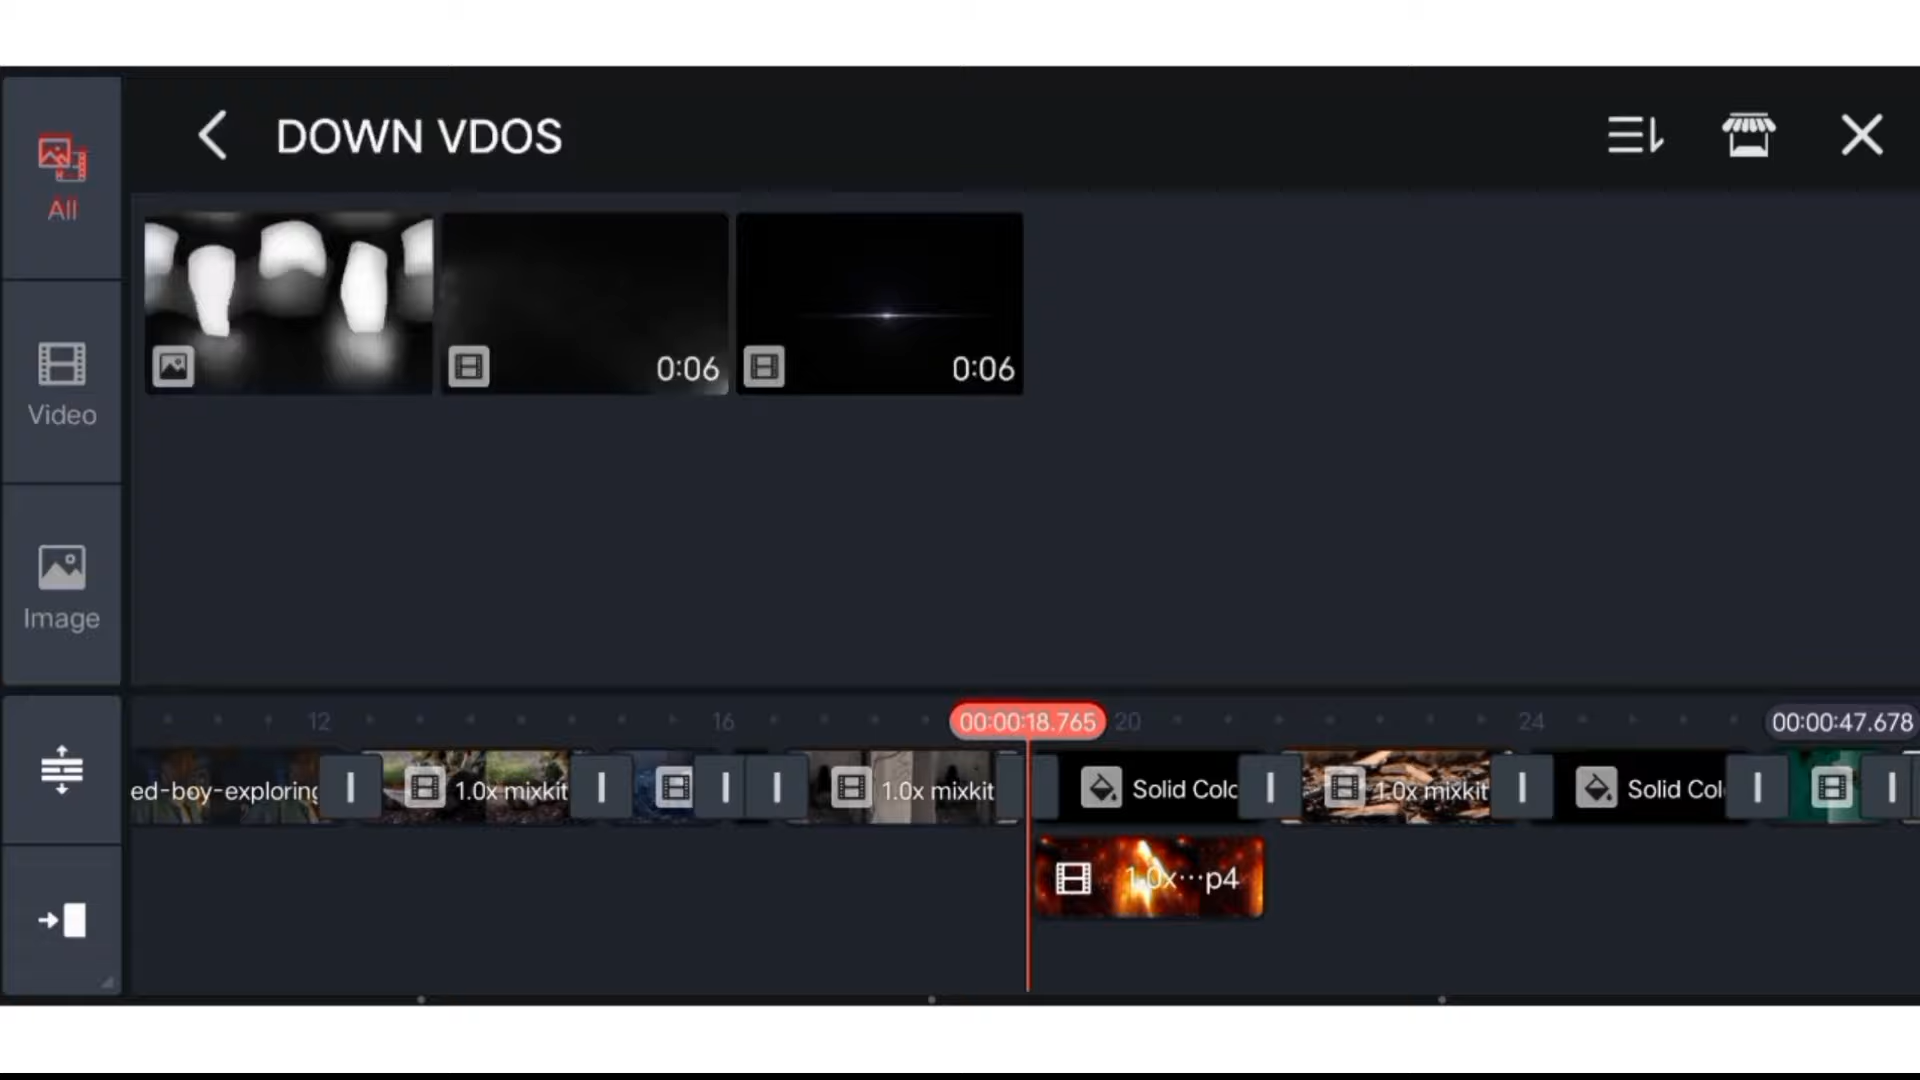 DOWN VDOS
All
0:06
0:06
Video
Image
12
16
00:00:18.765
20
24
00:00:47.678
ed-boy-exploring
1.0x mixkit
1.0x mixkit
Solid Colo
1.0x mixkit
Solid Col
1.0x···p4